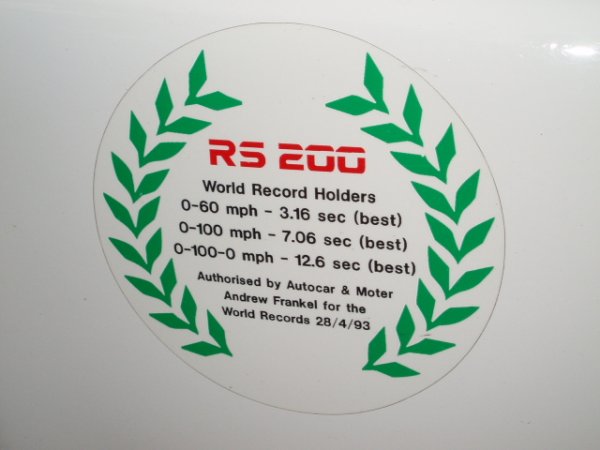 RS 200
World Record Holders
0-60 mph - 3.16 sec (best)
0-100 mph - 7.06 sec (best)
0-100-0 mph - 12.6 sec (best)
Authorised by Autocar & Moter
Andrew Frankel for the
World Records 28/4/93